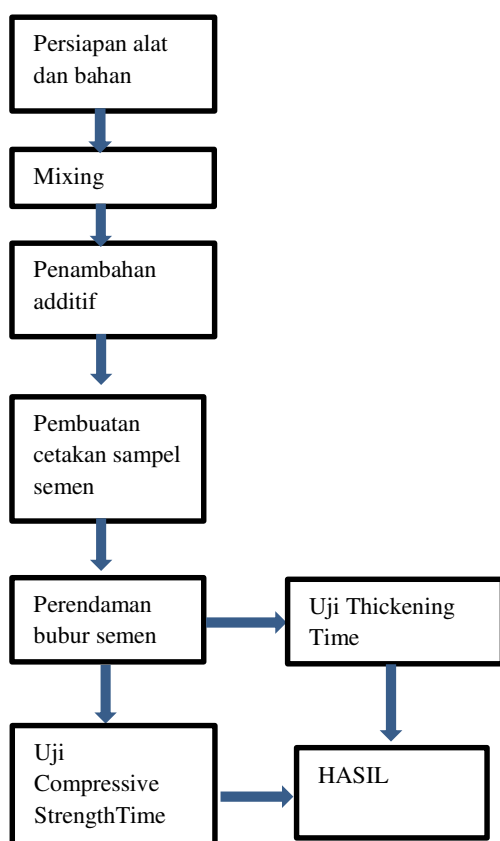 Persiapan alat
dan bahan
Mixing
Penambahan
additif
Pembuatan
cetakan sampel
semen
Perendaman
bubur semen
Uji Thickening
Time
Uji
Compressive
StrengthTime
HASIL